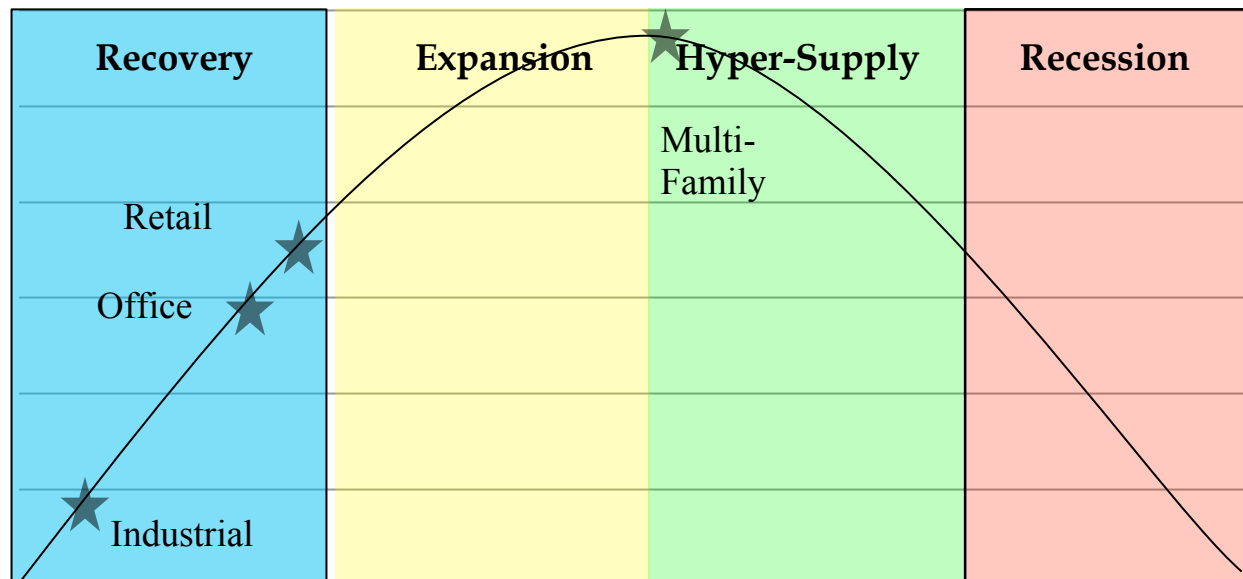 Recovery
Expansion
Hyper-Supply
Recession
Multi-
Family
Retail
Office
Industrial